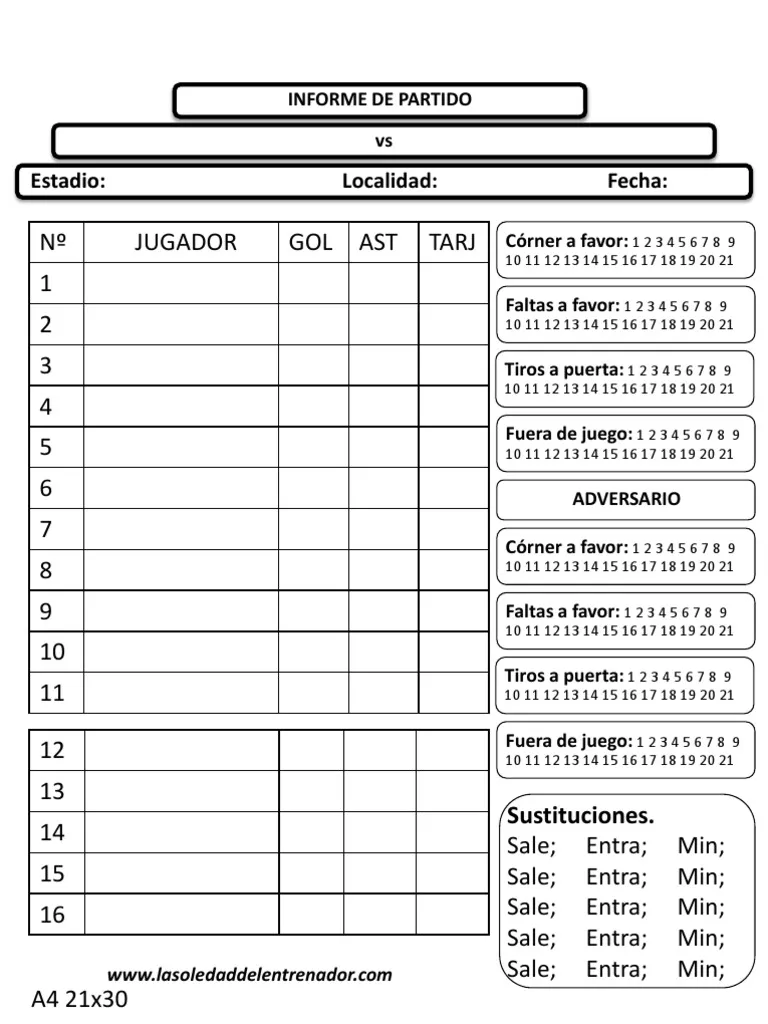 INFORME DE PARTIDO
vs
Estadio: Localidad: Fecha:
Nº JUGADOR GOL AST TARJ
1
2
3
4
5
6
7
8
9
10
11
12
13
14
15
16
Córner a favor: 1 2 3 4 5 6 7 8 9
10 11 12 13 14 15 16 17 18 19 20 21
Faltas a favor: 1 2 3 4 5 6 7 8 9
10 11 12 13 14 15 16 17 18 19 20 21
Tiros a puerta: 1 2 3 4 5 6 7 8 9
10 11 12 13 14 15 16 17 18 19 20 21
Fuera de juego: 1 2 3 4 5 6 7 8 9
10 11 12 13 14 15 16 17 18 19 20 21
ADVERSARIO
Córner a favor: 1 2 3 4 5 6 7 8 9
10 11 12 13 14 15 16 17 18 19 20 21
Faltas a favor: 1 2 3 4 5 6 7 8 9
10 11 12 13 14 15 16 17 18 19 20 21
Tiros a puerta: 1 2 3 4 5 6 7 8 9
10 11 12 13 14 15 16 17 18 19 20 21
Fuera de juego: 1 2 3 4 5 6 7 8 9
10 11 12 13 14 15 16 17 18 19 20 21
Sustituciones.
Sale; Entra; Min;
Sale; Entra; Min;
Sale; Entra; Min;
Sale; Entra; Min;
Sale; Entra; Min;
www.lasoledaddelentrenador.com
A4 21x30